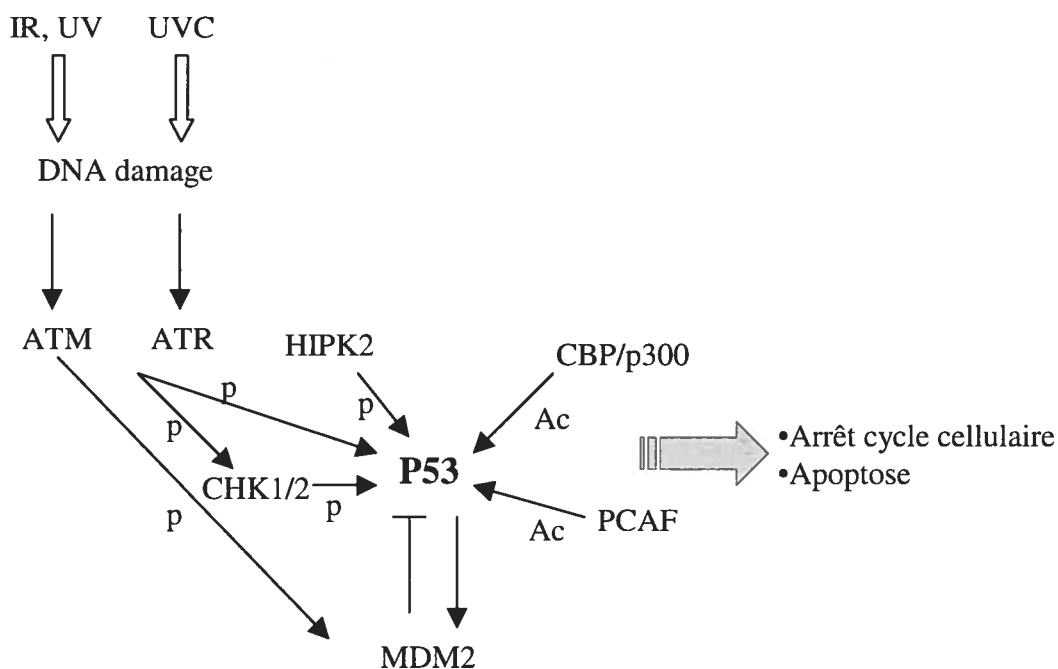 IR, UV UVC
DNA damage
ATM ATR
HIPK2
CBP/p300
p
p
Ac
p
•Arrêt cycle cellulaire
P53
•Apoptose
CHK1/2
p
p
Ac
PCAF
MDM2